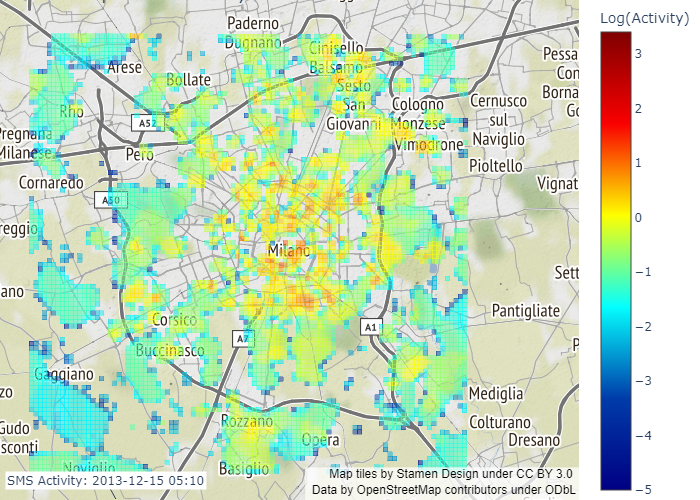 Log(Activity)
Paderno
Dugnano
Cinisello
Balsamo
Arese
Bollate
Sesto
San
Giovanni
Cologno
Monzese
Cernusco
sul
Naviglio
Pessa
Con
Borna
Go
Rho
A52
Pregnana
Milanese
Pero
Vimodrone
Pioltello
Cornaredo
Vignat
A50
reggio
Milano
Sett
ano
Pantigliate
Corsico
A7
A1
P
Buccinasco
Gaggiano
zo
Mediglia
Rozzano
Colturano
Gudo
Dresano
sconti
Opera
Noviglio
Basiglio
3
2
1
0
−1
−2
−3
−4
−5
SMS Activity: 2013-12-15 05:10
Map tiles by Stamen Design under CC BY 3.0
Data by OpenStreetMap contributors under ODbL